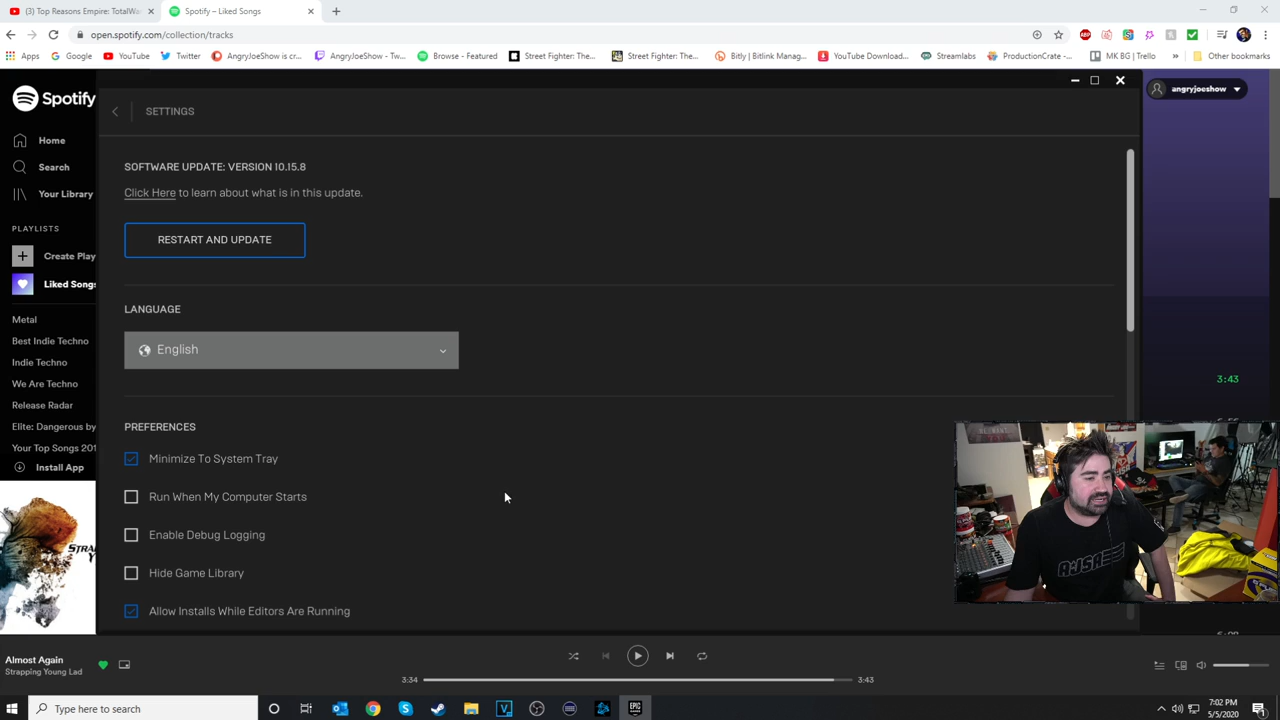 (3) Top Reasons Empire: TotalWa
Spotify – Liked Songs
open.spotify.com/collection/tracks
ABP
Apps
Google
YouTube
AngryJoeShow is cr...
AngryJoeShow - Tw...
Browse - Featured
Street Fighter: The...
Street Fighter: The...
Bitly | Bitlink Manag...
YouTube Download...
Streamlabs
ProductionCrate -...
MK BG | Trello
»
Other bookmarks
Spotify
angryjoeshow
SETTINGS
Home
Search
Your Library
SOFTWARE UPDATE: VERSION 10.15.8
Click Here to learn about what is in this update.
PLAYLISTS
RESTART AND UPDATE
Create Play
Liked Songs
LANGUAGE
Metal
Best Indie Techno
English
Indie Techno
We Are Techno
3:43
Release Radar
Elite: Dangerous by
PREFERENCES
Your Top Songs 201
Install App
Minimize To System Tray
Run When My Computer Starts
Enable Debug Logging
Hide Game Library
Allow Installs While Editors Are Running
AJSA
Almost Again
Strapping Young Lad
3:34
3:43
Type here to search
EPIC
7:02 PM
5/5/2020